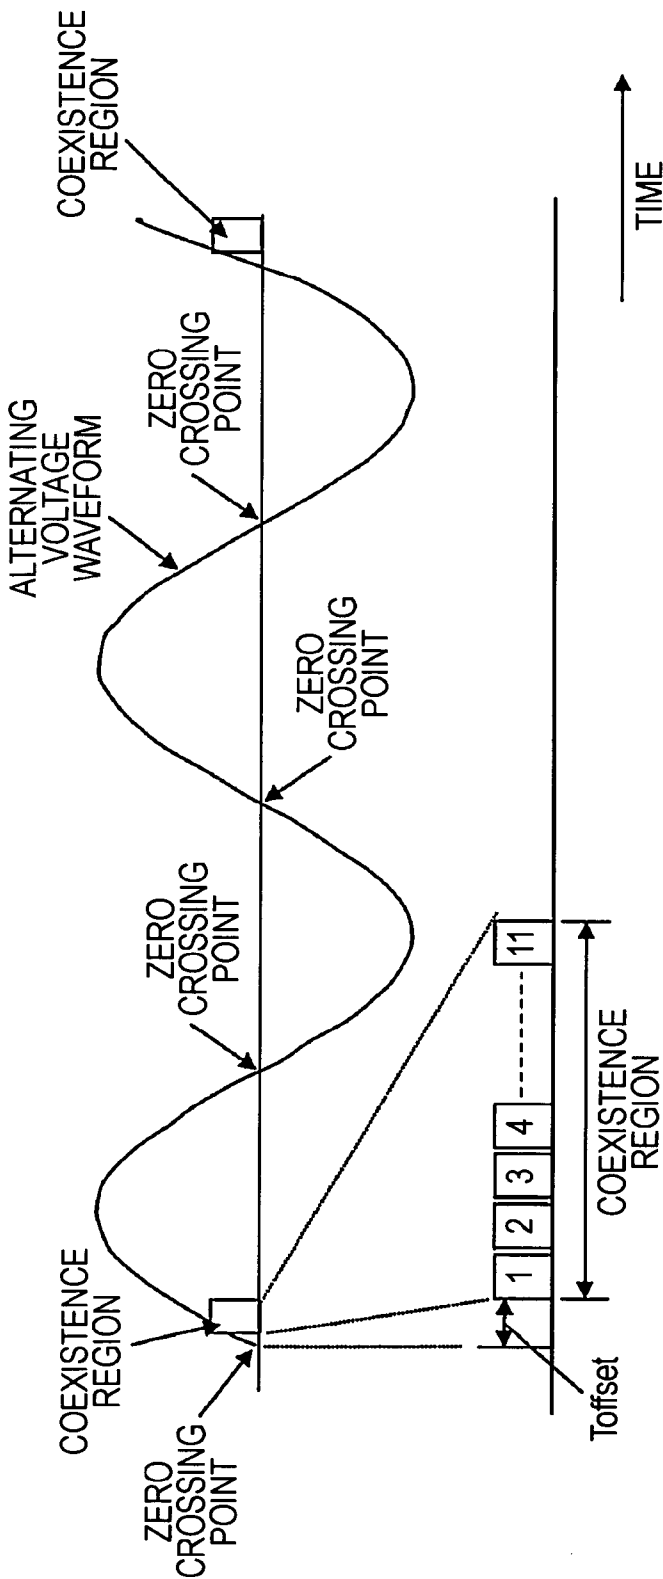 ALTERNATING
VOLTAGE
WAVEFORM
COEXISTENCE
REGION
ZERO
CROSSING
POINT
COEXISTENCE
REGION
ZERO
CROSSING
POINT
ZERO
CROSSING
POINT
ZERO
CROSSING
POINT
1
2
3
4
11
Toffset
COEXISTENCE
REGION
TIME